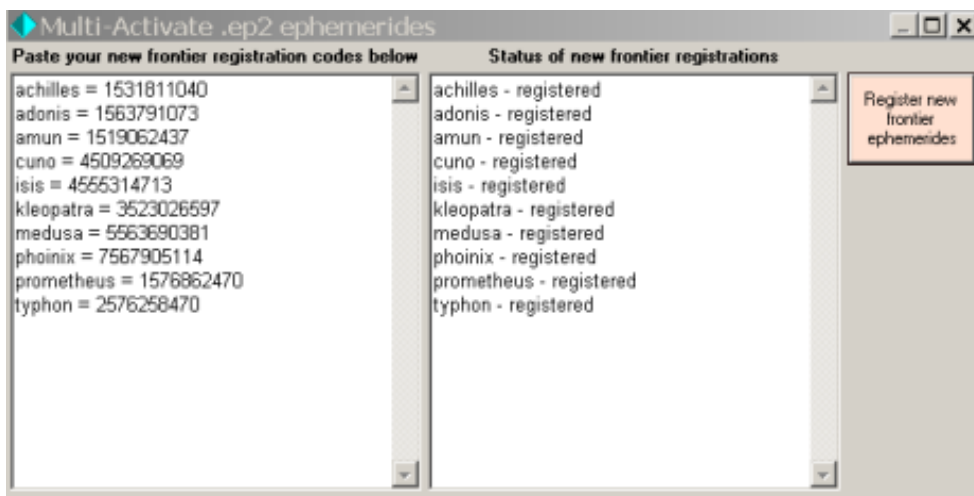 Multi-Activate .ep2 ephemerides
Paste your new frontier registration codes below
Status of new frontier registrations
achilles = 1531811040
adonis = 1563791073
amun = 1519062437
cuno = 4509269069
isis = 4555314713
kleopatra = 3523026597
medusa = 5563690381
phoinix = 7567905114
prometheus = 1576862470
typhon = 2576258470
achilles - registered
adonis - registered
amun - registered
cuno - registered
isis - registered
kleopatra - registered
medusa - registered
phoinix - registered
prometheus - registered
typhon - registered
Register new
frontier
ephemerides